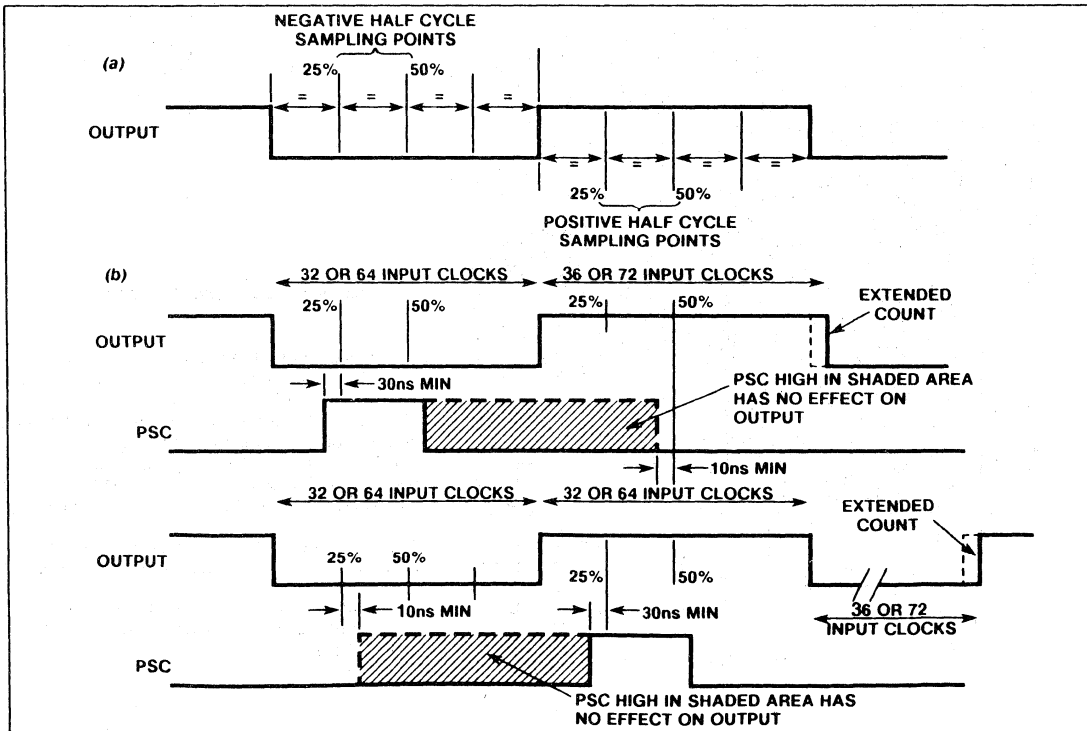 NEGATIVE HALF CYCLE
SAMPLING POINTS
(a)
25% 50%
= = = =
OUTPUT
= = = =
25% 50%
POSITIVE HALF CYCLE
SAMPLING POINTS
(b)
32 OR 64 INPUT CLOCKS 36 OR 72 INPUT CLOCKS
25% 50% 25% 50%
EXTENDED
COUNT
OUTPUT
30ns MIN
PSC HIGH IN SHADED AREA
HAS NO EFFECT ON
OUTPUT
PSC
10ns MIN
32 OR 64 INPUT CLOCKS 32 OR 64 INPUT CLOCKS
EXTENDED
COUNT
OUTPUT
25% 50% 25% 50%
10ns MIN 30ns MIN
36 OR 72
INPUT CLOCKS
PSC
PSC HIGH IN SHADED AREA HAS
NO EFFECT ON OUTPUT